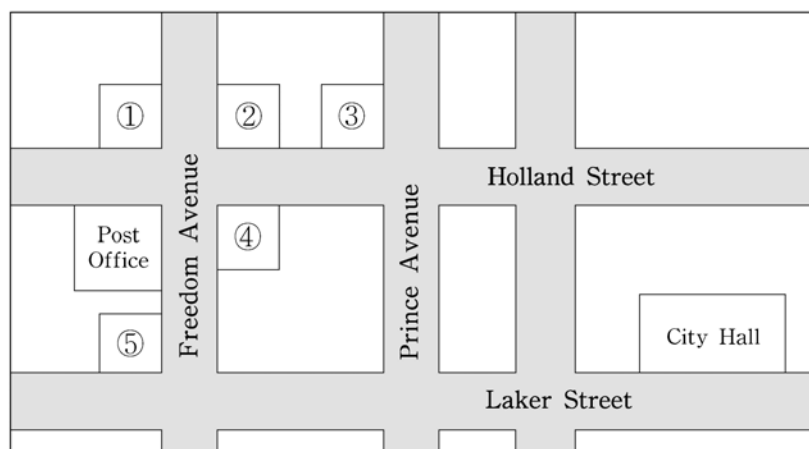 ① ② ③
Holland Street
Post
Office
④
Freedom Avenue
Prince Avenue
⑤
City Hall
Laker Street